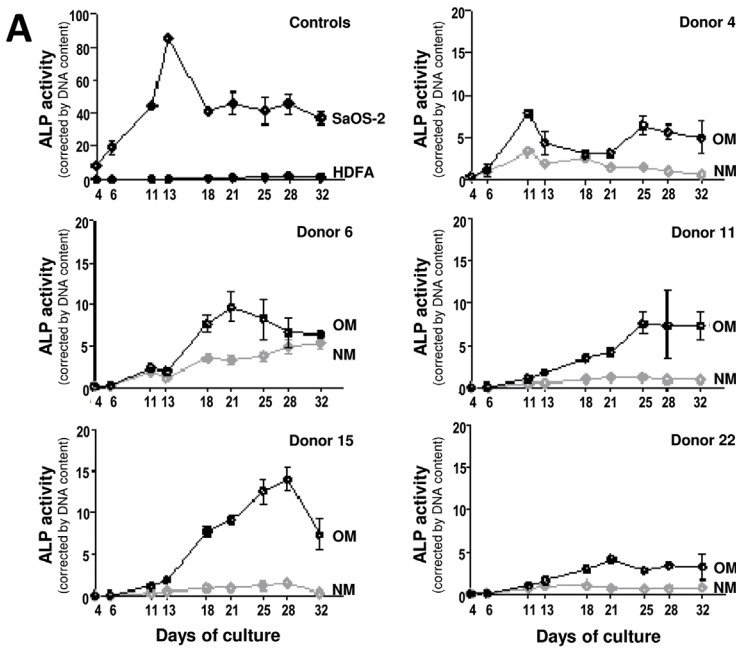 A
Controls
ALP activity
(corrected by DNA content)
100
80
60
40
20
0
SaOS-2
HDFA
4 6 11 13 18 21 25 28 32
Donor 4
ALP activity
(corrected by DNA content)
20
15
10
5
0
OM
NM
4 6 11 13 18 21 25 28 32
Donor 6
ALP activity
(corrected by DNA content)
20
15
10
5
0
OM
NM
4 6 11 13 18 21 25 28 32
Donor 11
ALP activity
(corrected by DNA content)
20
15
10
5
0
OM
NM
4 6 11 13 18 21 25 28 32
Donor 15
ALP activity
(corrected by DNA content)
20
15
10
5
0
OM
NM
4 6 11 13 18 21 25 28 32
Days of culture
Donor 22
ALP activity
(corrected by DNA content)
20
15
10
5
0
OM
NM
4 6 11 13 18 21 25 28 32
Days of culture